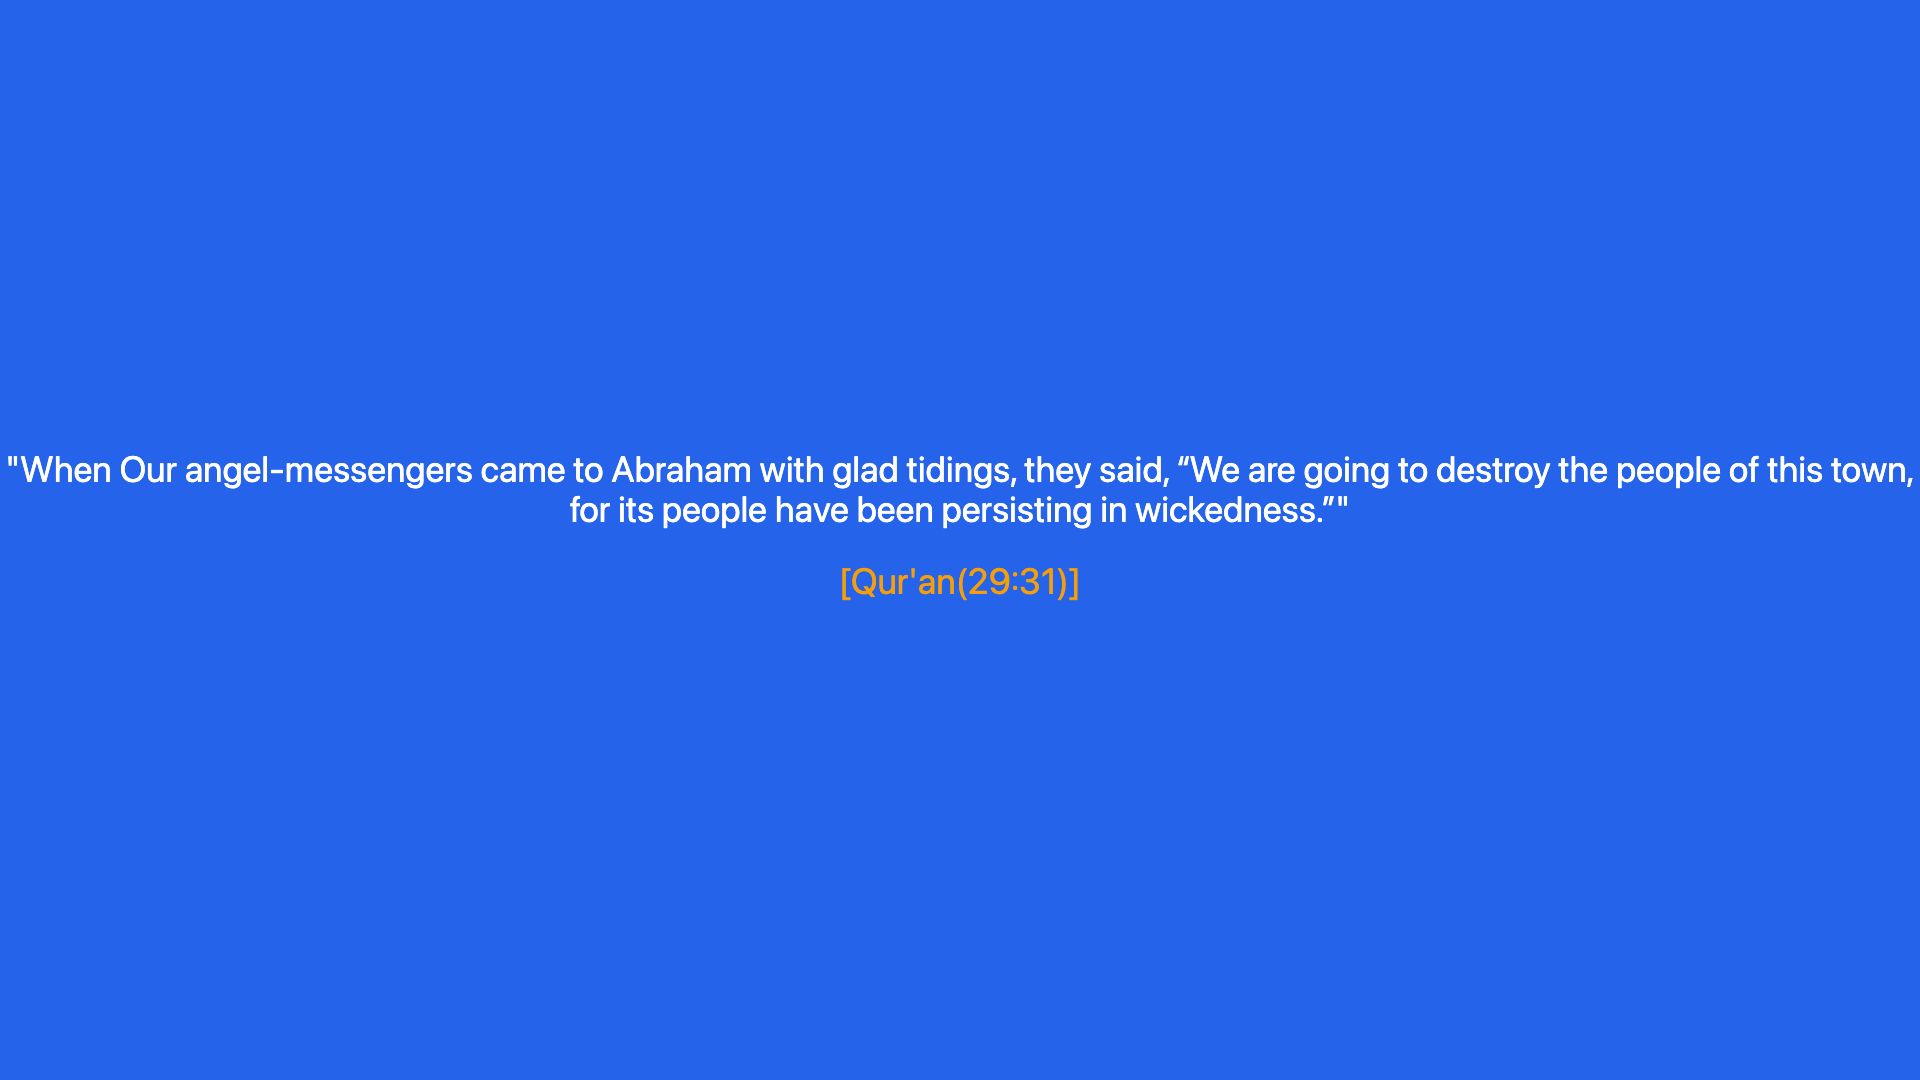 "When Our angel-messengers came to Abraham with glad tidings, they said, “We are going to destroy the people of this town,
for its people have been persisting in wickedness.”"
[Qur'an(29:31)]